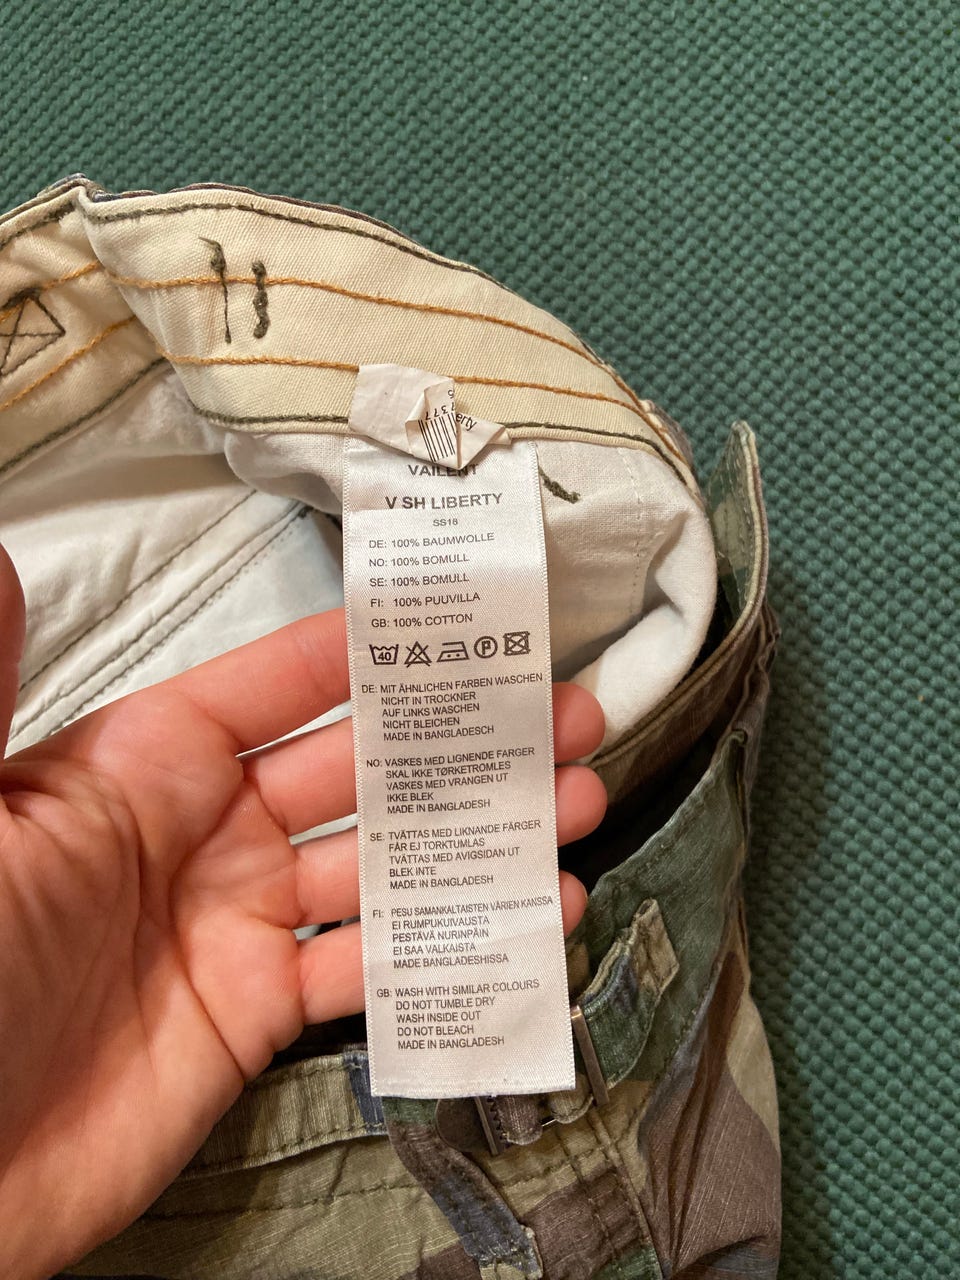 737
erty
VAILENT
V SH LIBERTY
SS18
DE: 100% BAUMWOLLE
NO: 100% BOMULL
SE: 100% BOMULL
FI: 100% PUUVILLA
GB: 100% COTTON
40
P
DE: MIT ÄHNLICHEN FARBEN WASCHEN
NICHT IN TROCKNER
AUF LINKS WASCHEN
NICHT BLEICHEN
MADE IN BANGLADESCH
NO: VASKES MED LIGNENDE FARGER
SKAL IKKE TØRKETROMLES
VASKES MED VRANGEN UT
IKKE BLEK
MADE IN BANGLADESH
SE: TVÄTTAS MED LIKNANDE FÄRGER
FÅR EJ TORKTUMLAS
TVÄTTAS MED AVIGSIDAN UT
BLEK INTE
MADE IN BANGLADESH
FI: PESU SAMANKALTAISTEN VÄRIEN KANSSA
EI RUMPUKUIVAUSTA
PESTÄVÄ NURINPÄIN
EI SAA VALKAISTA
MADE BANGLADESHISSA
GB: WASH WITH SIMILAR COLOURS
DO NOT TUMBLE DRY
WASH INSIDE OUT
DO NOT BLEACH
MADE IN BANGLADESH